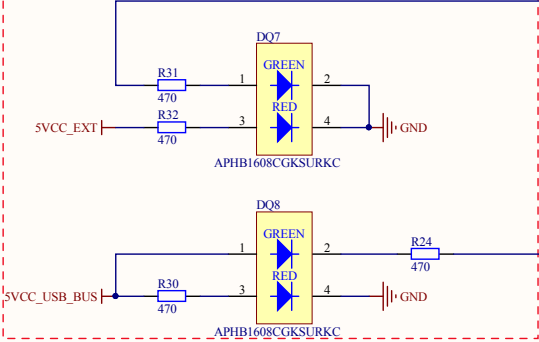 DQ7
GREEN
R31
1
2
470
RED
R32
5VCC_EXT
3
4
GND
470
APHB1608CGKSURKC
DQ8
GREEN
1
2
R24
470
RED
R30
5VCC_USB_BUS
3
4
GND
470
APHB1608CGKSURKC